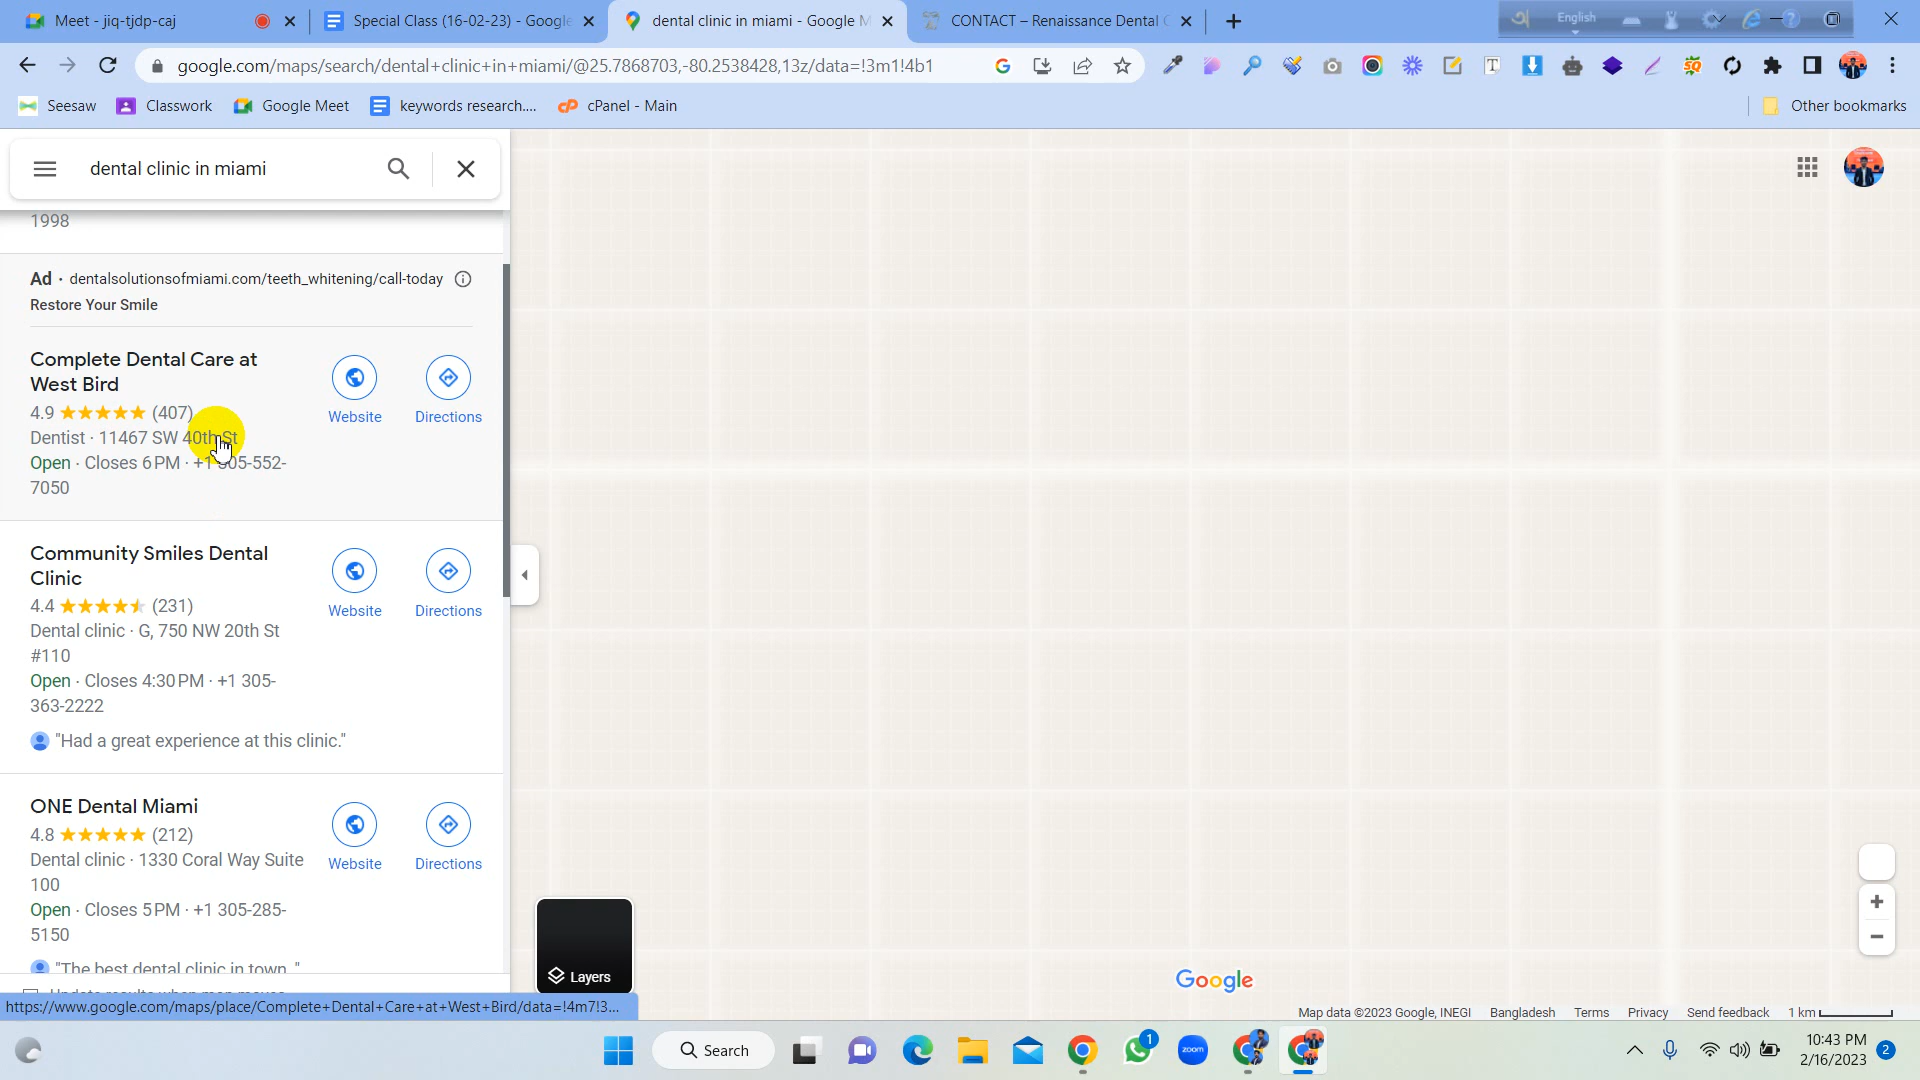 Meet - jiq-tjdp-caj
Special Class (16-02-23) - Google
dental clinic in miami - Google M
CONTACT – Renaissance Dental C
English
google.com/maps/search/dental+clinic+in+miami/@25.7868703,-80.2538428,13z/data=!3m1!4b1
Seesaw
Classwork
Google Meet
keywords research....
cPanel - Main
Other bookmarks
dental clinic in miami
1998
Ad · dentalsolutionsofmiami.com/teeth_whitening/call-today
Restore Your Smile
Complete Dental Care at
West Bird
4.9 (407)
Dentist · 11467 SW 40th St
Open · Closes 6 PM · +1 305-552-
7050
Website
Directions
Community Smiles Dental
Clinic
4.4 (231)
Dental clinic · G, 750 NW 20th St
#110
Open · Closes 4:30 PM · +1 305-
363-2222
"Had a great experience at this clinic."
Website
Directions
ONE Dental Miami
4.8 (212)
Dental clinic · 1330 Coral Way Suite
100
Open · Closes 5 PM · +1 305-285-
5150
"The best dental clinic in town."
Website
Directions
Update results when map moves
https://www.google.com/maps/place/Complete+Dental+Care+at+West+Bird/data=!4m7!3...
Layers
Google
Map data ©2023 Google, INEGI
Bangladesh
Terms
Privacy
Send feedback
1 km
Search
zoom
1
10:43 PM
2/16/2023
2